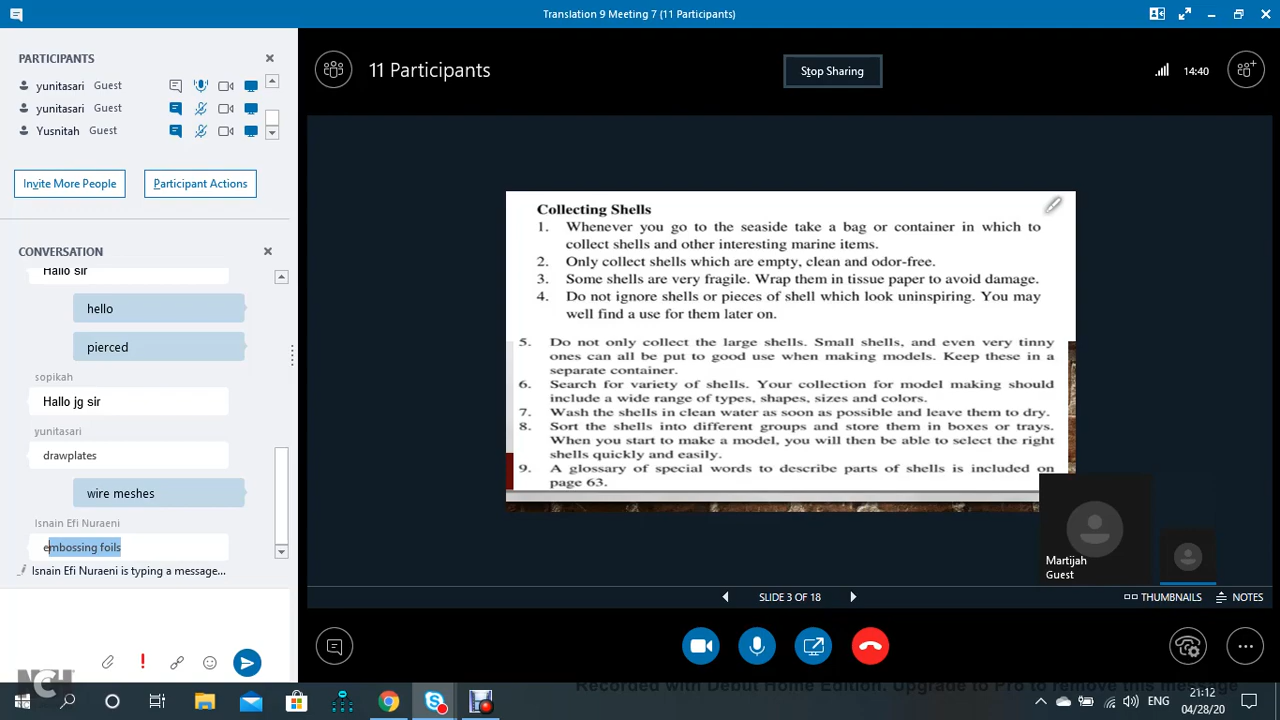 Translation 9 Meeting 7 (11 Participants)
PARTICIPANTS
yunitasari Guest
yunitasari Guest
Yusnitah Guest
Invite More People
Participant Actions
CONVERSATION
Hallo sir
hello
pierced
sopikah
Hallo jg sir
yunitasari
drawplates
wire meshes
Isnain Efi Nuraeni
embossing foils
Isnain Efi Nuraeni is typing a message...
11 Participants
Stop Sharing
14:40
Collecting Shells
1. Whenever you go to the seaside take a bag or container in which to
collect shells and other interesting marine items.
2. Only collect shells which are empty, clean and odor-free.
3. Some shells are very fragile. Wrap them in tissue paper to avoid damage.
4. Do not ignore shells or pieces of shell which look uninspiring. You may
well find a use for them later on.
5. Do not only collect the large shells. Small shells, and even very tinny
ones can all be put to good use when making models. Keep these in a
separate container.
6. Search for variety of shells. Your collection for model making should
include a wide range of types, shapes, sizes and colors.
7. Wash the shells in clean water as soon as possible and leave them to dry.
8. Sort the shells into different groups and store them in boxes or trays.
When you start to make a model, you will then be able to select the right
shells quickly and easily.
9. A glossary of special words to describe parts of shells is included on
page 63.
Martijah
Guest
SLIDE 3 OF 18
THUMBNAILS
NOTES
NCH
Recorded with Debut Home Edition. Upgrade to Pro to remove this message
ENG
21:12
04/28/20